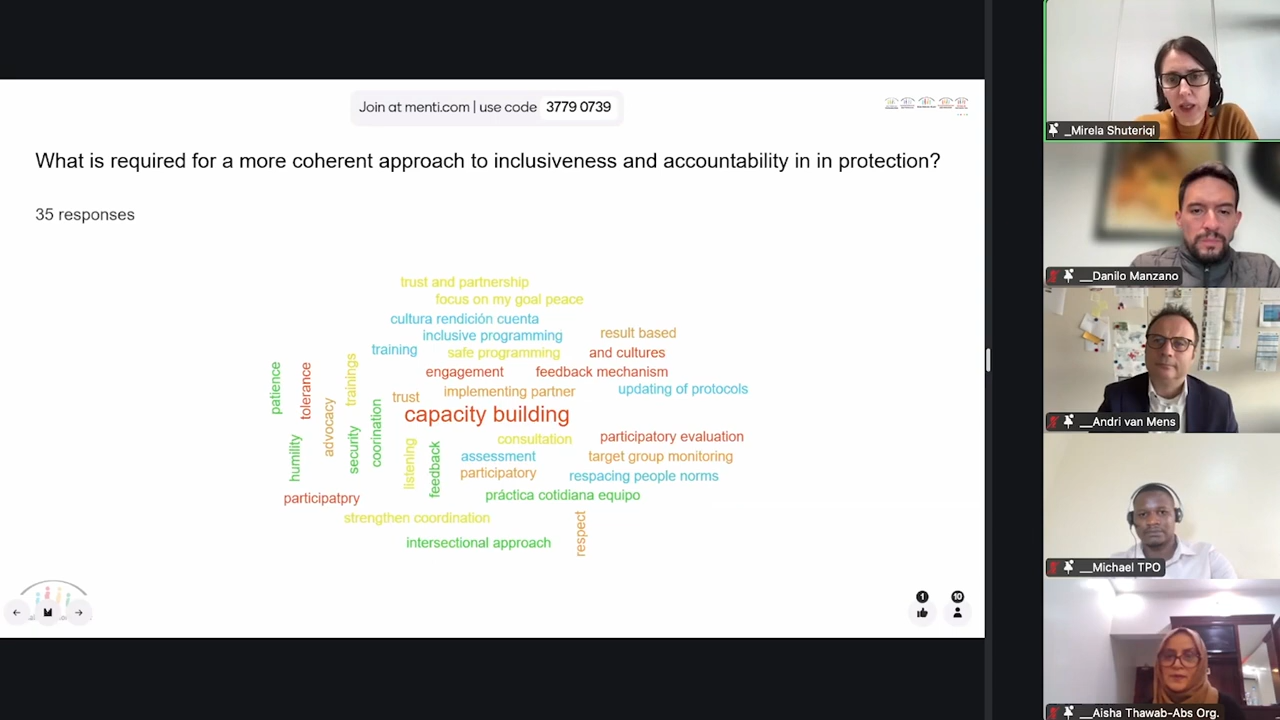 Join at menti.com | use code 3779 0739
What is required for a more coherent approach to inclusiveness and accountability in in protection?
35 responses
trust and partnership
focus on my goal peace
cultura rendición cuenta
inclusive programming
result based
training
safe programming
and cultures
engagement
feedback mechanism
implementing partner
updating of protocols
patience
tolerance
trainings
trust
capacity building
advocacy
security
coorination
humility
listening
feedback
consultation
participatory evaluation
assessment
target group monitoring
participatory
respacing people norms
participatpry
práctica cotidiana equipo
strengthen coordination
respect
intersectional approach
1
10
_Mirela Shuteriqi
__Danilo Manzano
__Andri van Mens
__Michael TPO
__Aisha Thawab-Abs Org.